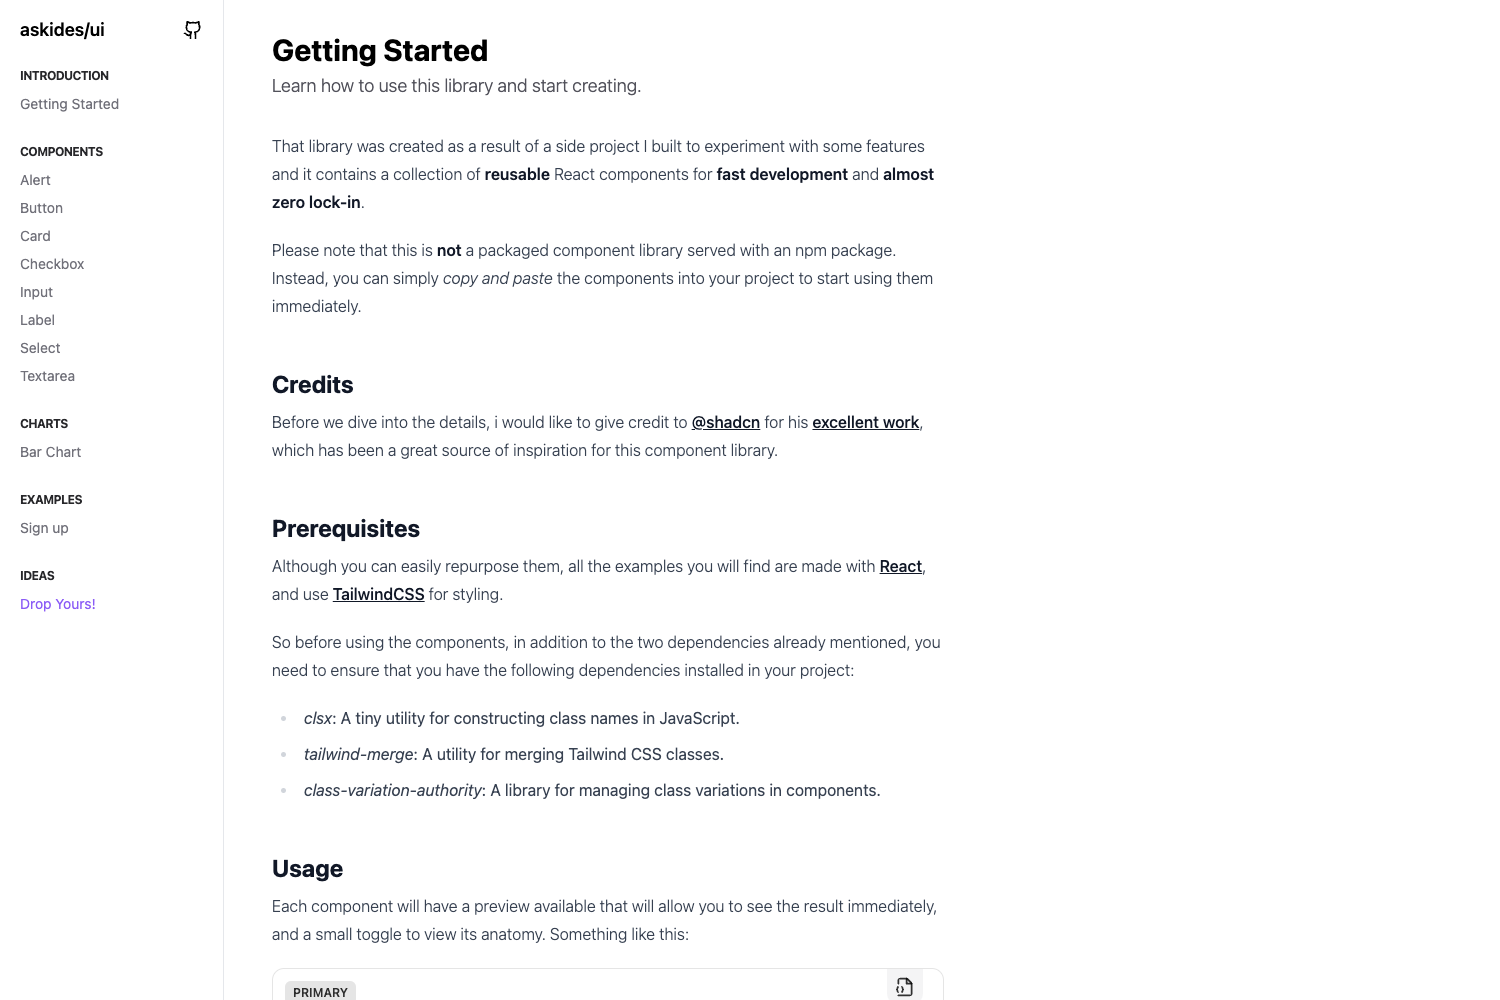 askides/ui
INTRODUCTION
Getting Started
COMPONENTS
Alert
Button
Card
Checkbox
Input
Label
Select
Textarea
CHARTS
Bar Chart
EXAMPLES
Sign up
IDEAS
Drop Yours!
Getting Started
Learn how to use this library and start creating.
That library was created as a result of a side project I built to experiment with some features
and it contains a collection of reusable React components for fast development and almost
zero lock-in.
Please note that this is not a packaged component library served with an npm package.
Instead, you can simply copy and paste the components into your project to start using them
immediately.
Credits
Before we dive into the details, i would like to give credit to @shadcn for his excellent work,
which has been a great source of inspiration for this component library.
Prerequisites
Although you can easily repurpose them, all the examples you will find are made with React,
and use TailwindCSS for styling.
So before using the components, in addition to the two dependencies already mentioned, you
need to ensure that you have the following dependencies installed in your project:
clsx: A tiny utility for constructing class names in JavaScript.
tailwind-merge: A utility for merging Tailwind CSS classes.
class-variation-authority: A library for managing class variations in components.
Usage
Each component will have a preview available that will allow you to see the result immediately,
and a small toggle to view its anatomy. Something like this:
PRIMARY